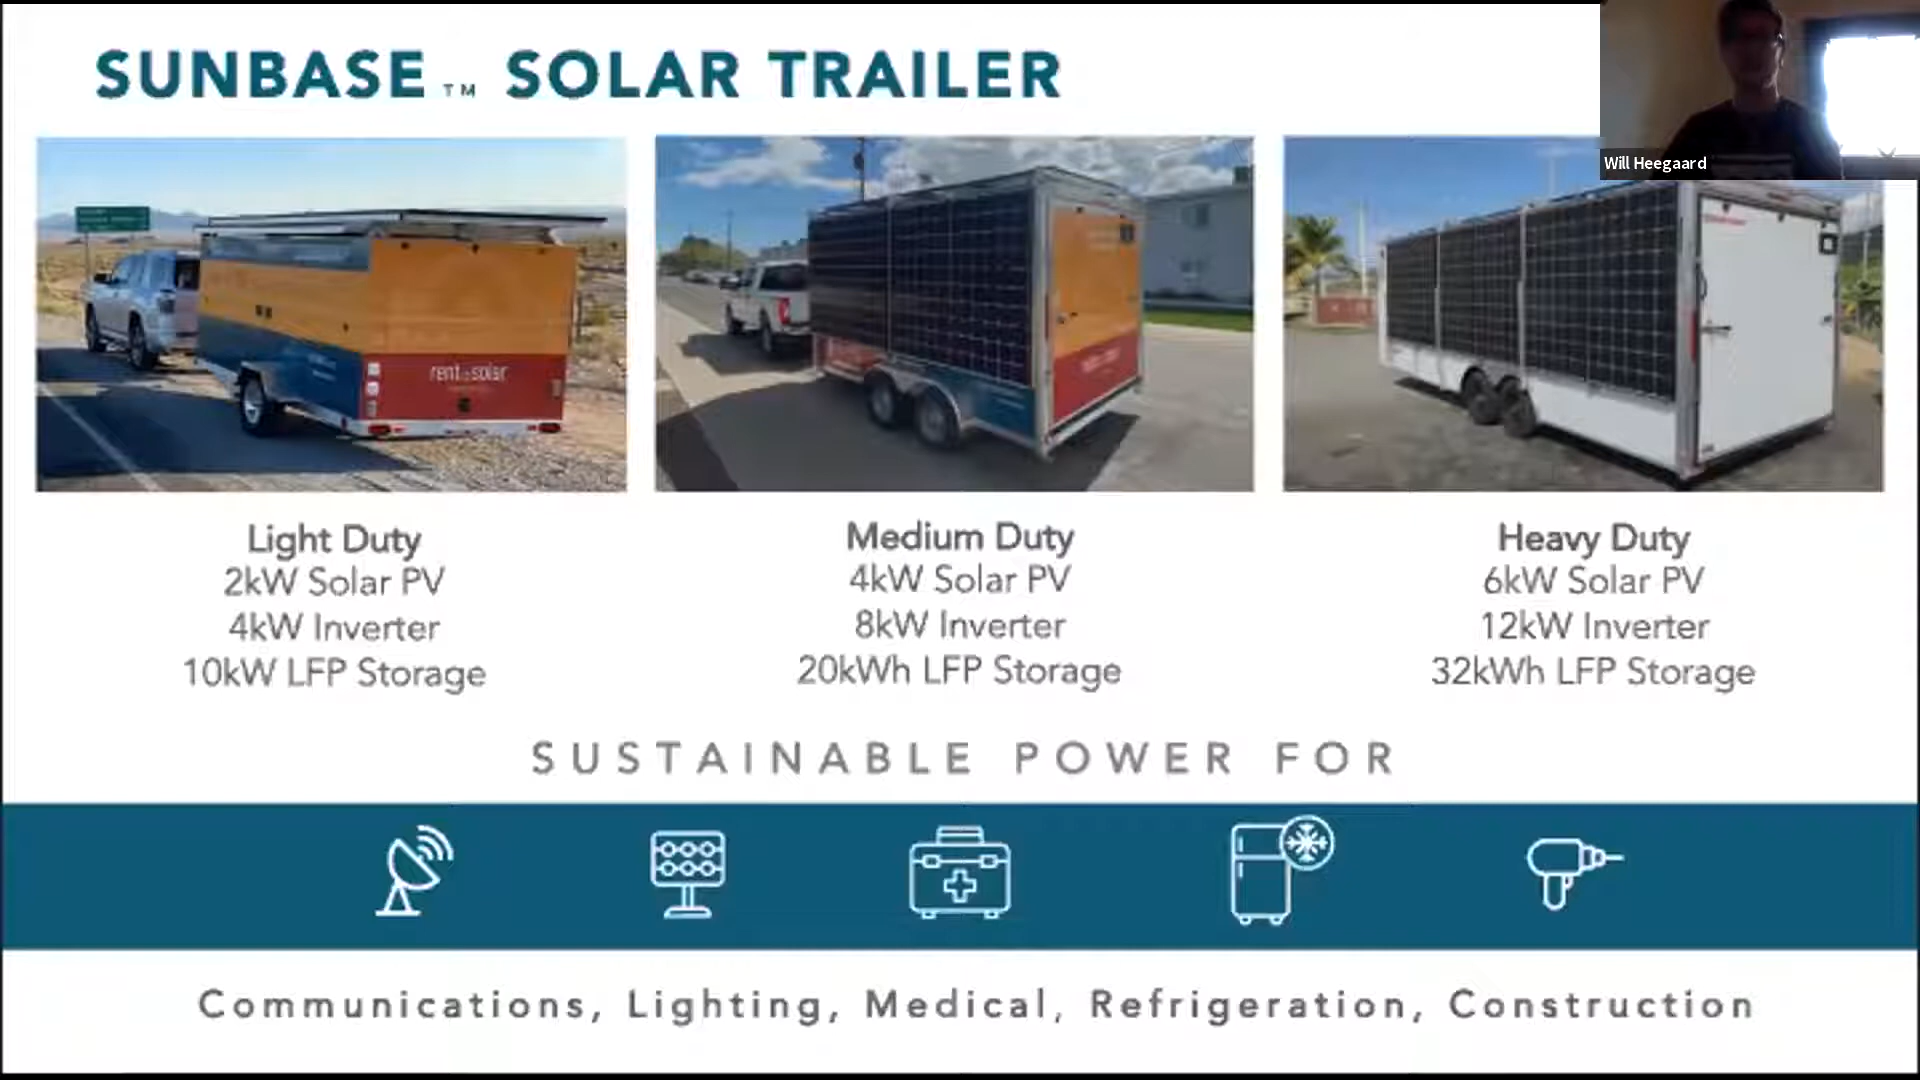 SUNBASE TM SOLAR TRAILER
Will Heegaard
rent solar
Light Duty
2kW Solar PV
4kW Inverter
10kW LFP Storage
Medium Duty
4kW Solar PV
8kW Inverter
20kWh LFP Storage
Heavy Duty
6kW Solar PV
12kW Inverter
32kWh LFP Storage
SUSTAINABLE POWER FOR
Communications, Lighting, Medical, Refrigeration, Construction